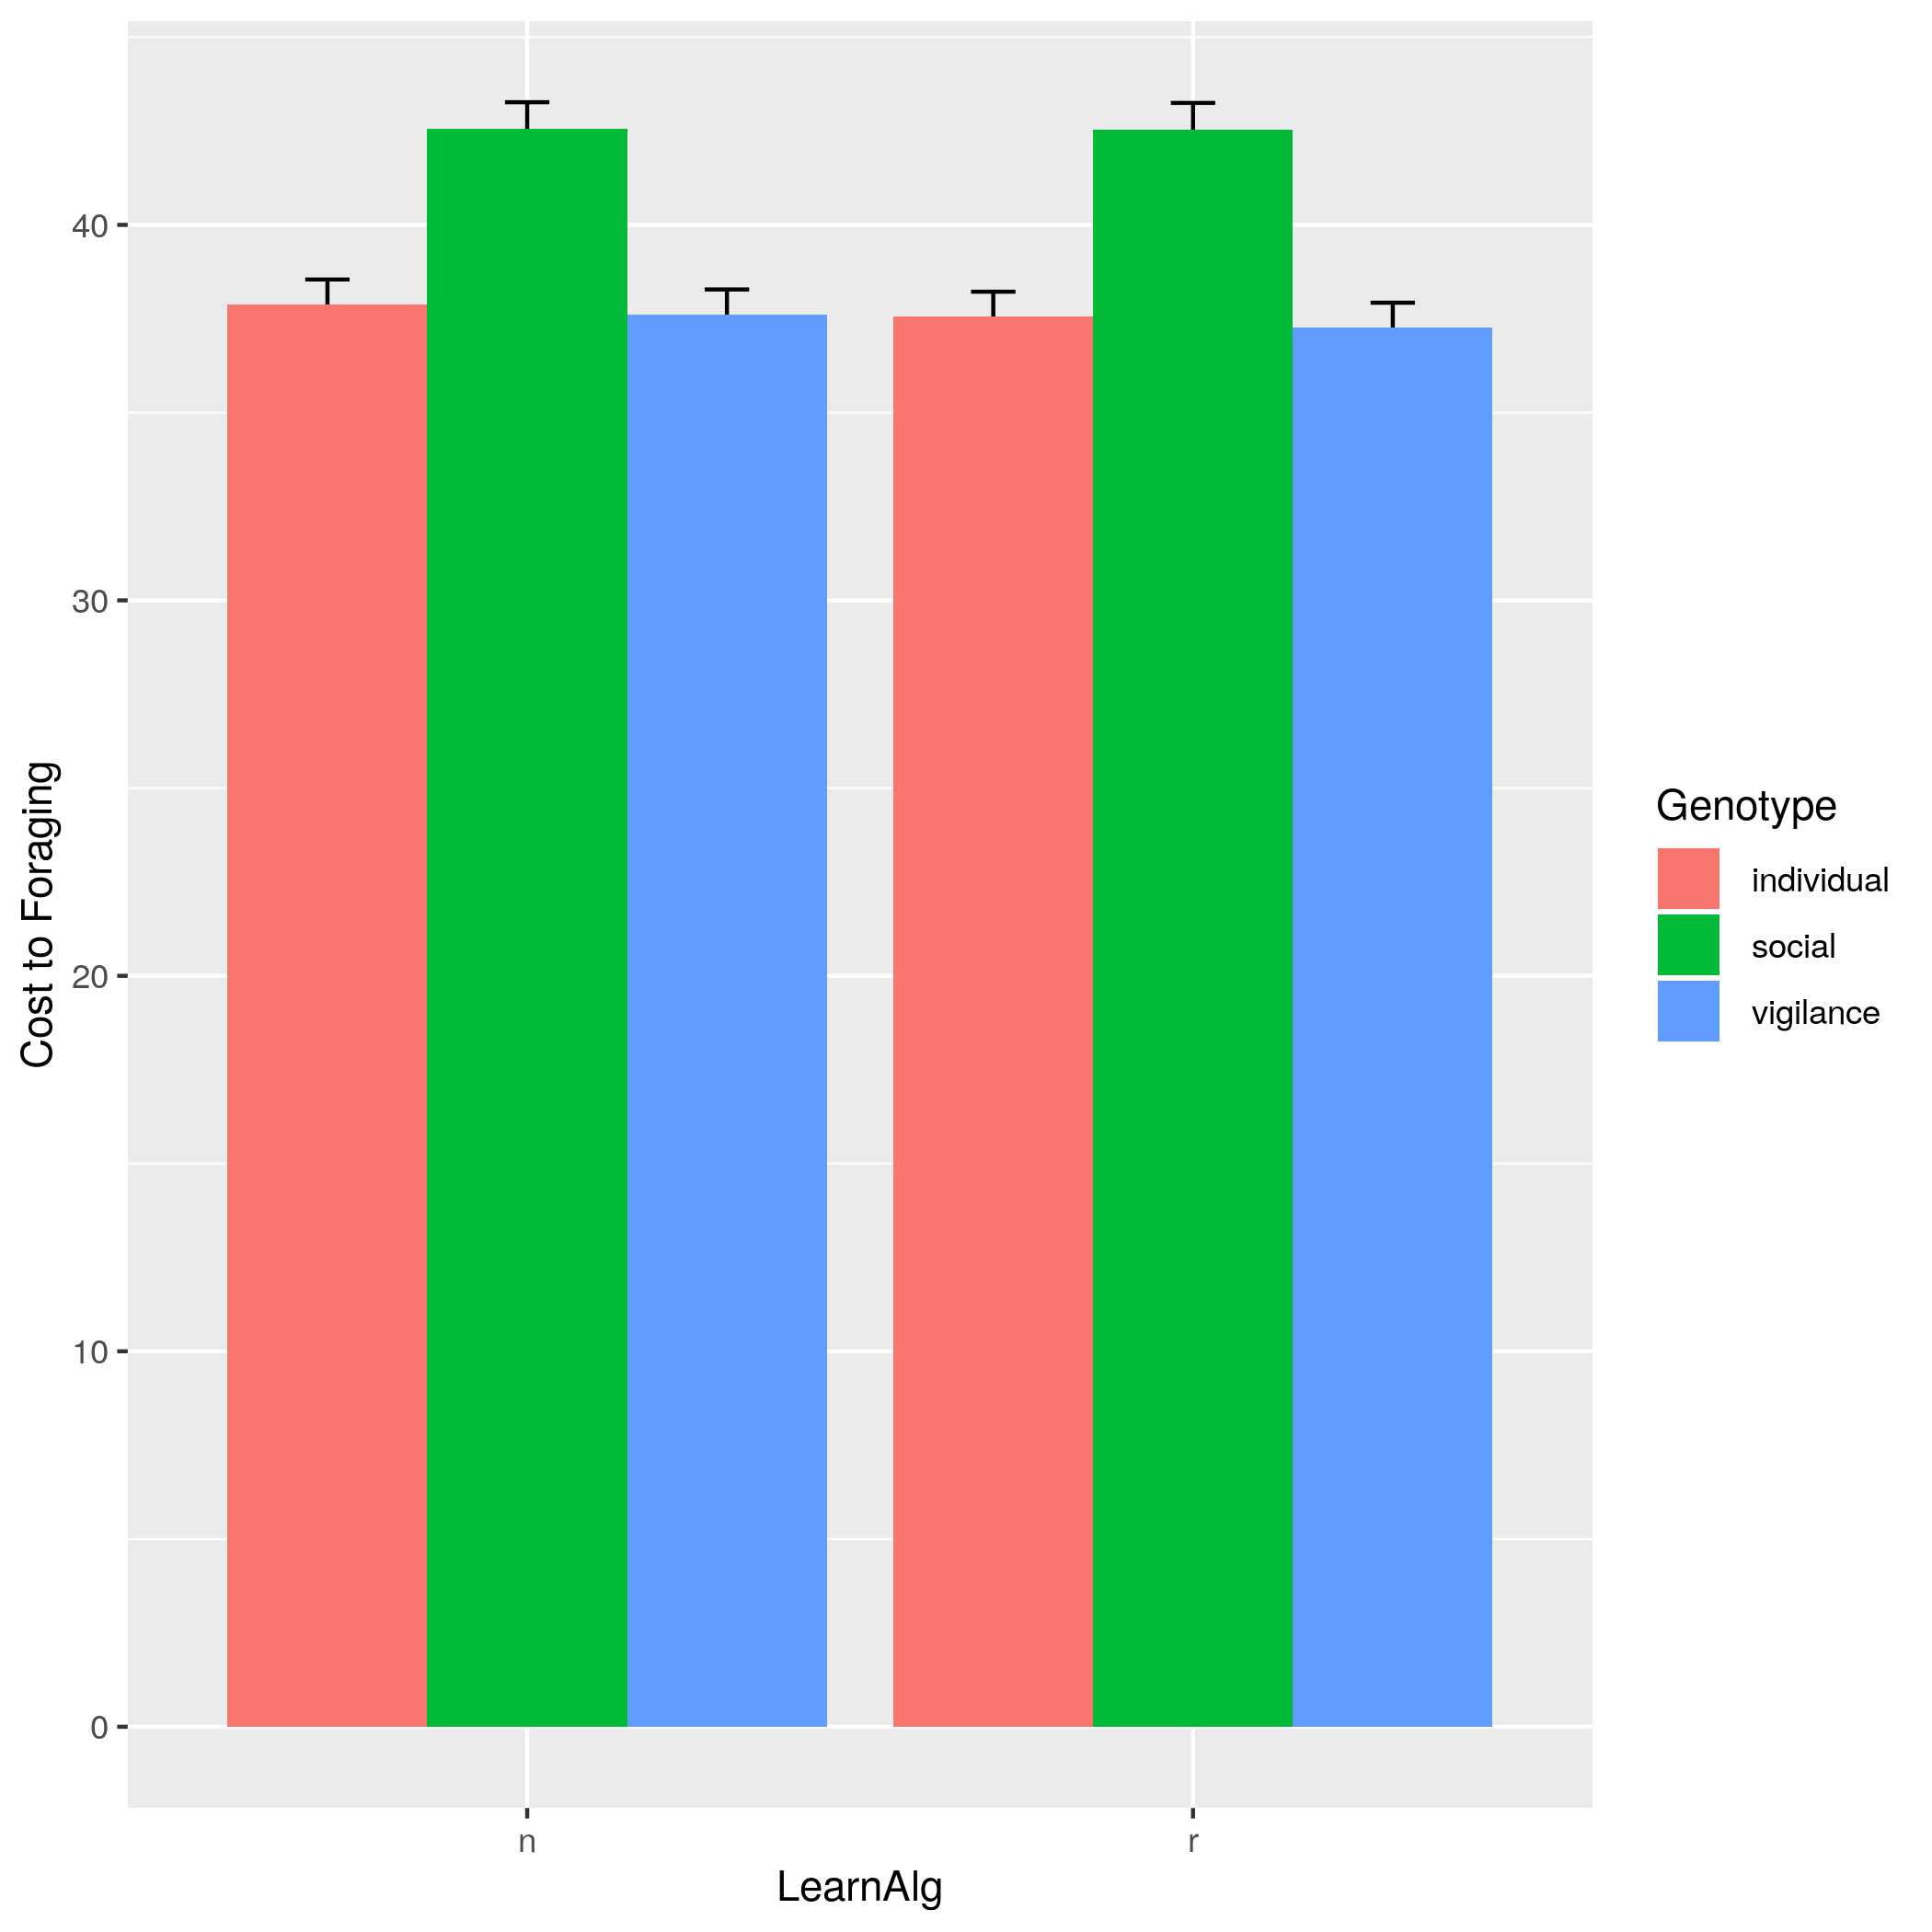 Cost to Foraging
40
30
20
10
0
n
r
LearnAlg
Genotype
individual
social
vigilance